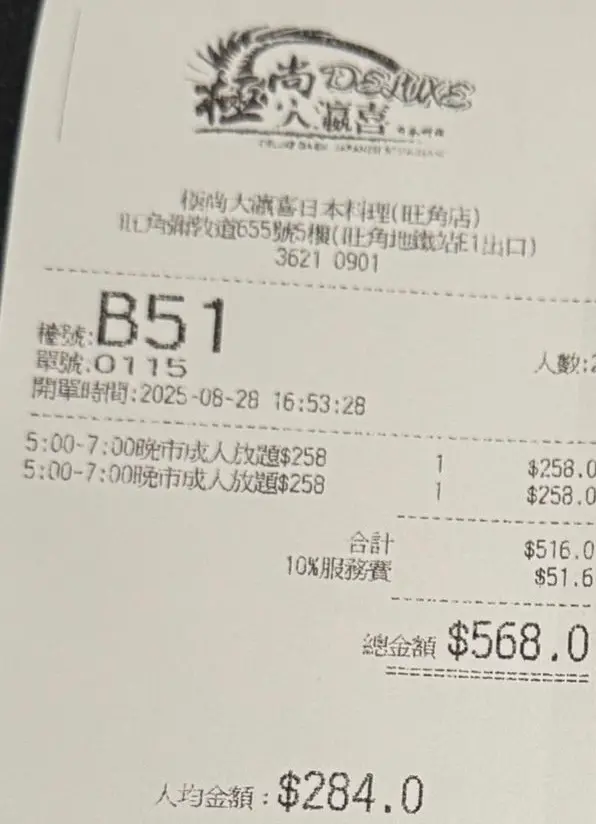 極尚 DELUXE
大瀛喜 日本料理
極尚大瀛喜日本料理(旺角店)
旺角彌敦道655號5樓(旺角地鐵站E1出口)
3621 0901
檯號:B51
人數:2
單號:0115
開單時間:2025-08-28 16:53:28
5:00-7:00晚市成人放題$258 1 $258.0
5:00-7:00晚市成人放題$258 1 $258.0
合計 $516.0
10%服務費 $51.6
總金額 $568.0
人均金額:$284.0